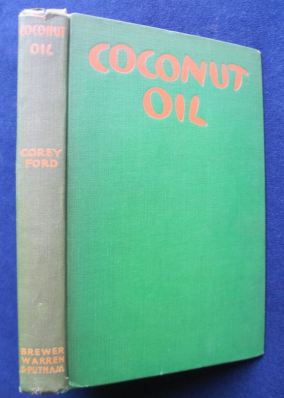 COCONUT
OIL
COREY
FORD
BREWER
WARREN
& PUTNAM
COCONUT
OIL